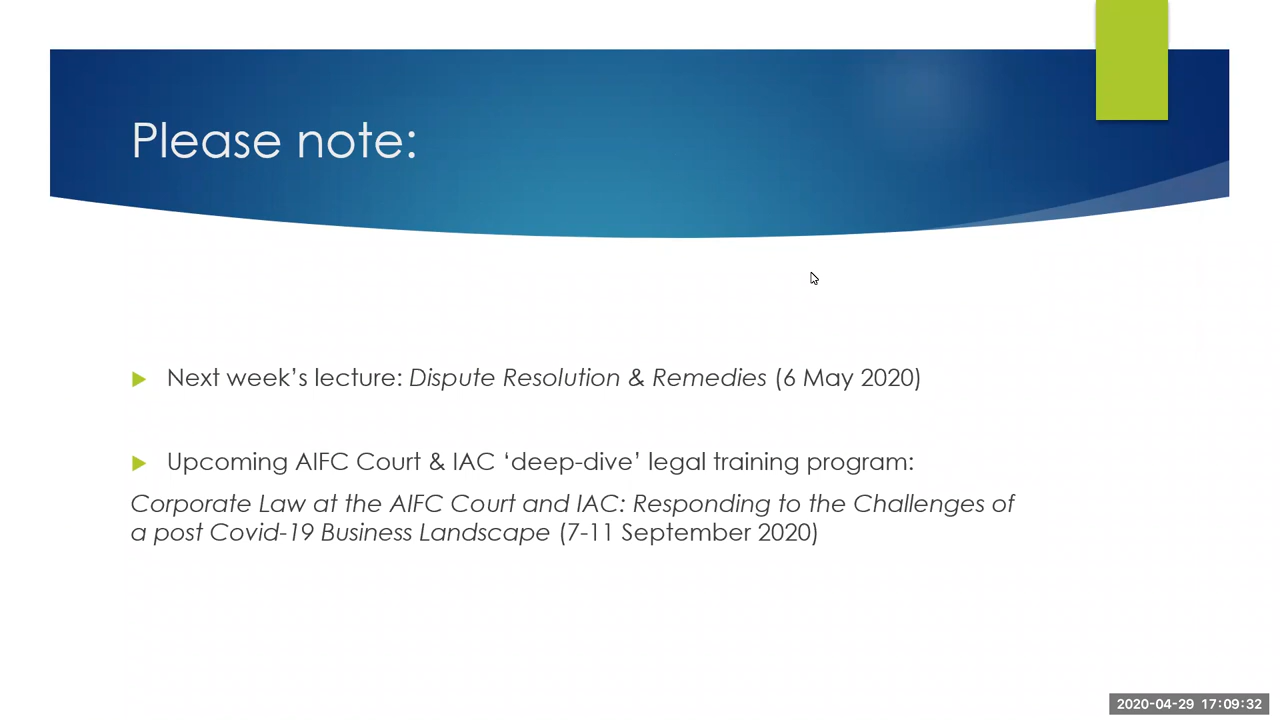 Please note:
Next week’s lecture: Dispute Resolution & Remedies (6 May 2020)
Upcoming AIFC Court & IAC ‘deep-dive’ legal training program:
Corporate Law at the AIFC Court and IAC: Responding to the Challenges of
a post Covid-19 Business Landscape (7-11 September 2020)
2020-04-29 17:09:32